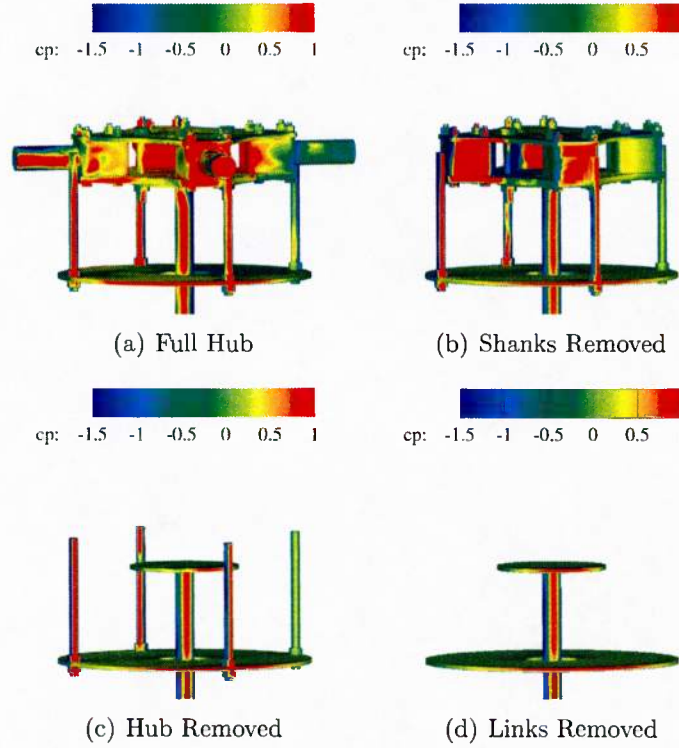 cp: -1.5 -1 -0.5 0 0.5 1
cp: -1.5 -1 -0.5 0 0.5
(a) Full Hub
(b) Shanks Removed
cp: -1.5 -1 -0.5 0 0.5 1
cp: -1.5 -1 -0.5 0 0.5
(c) Hub Removed
(d) Links Removed